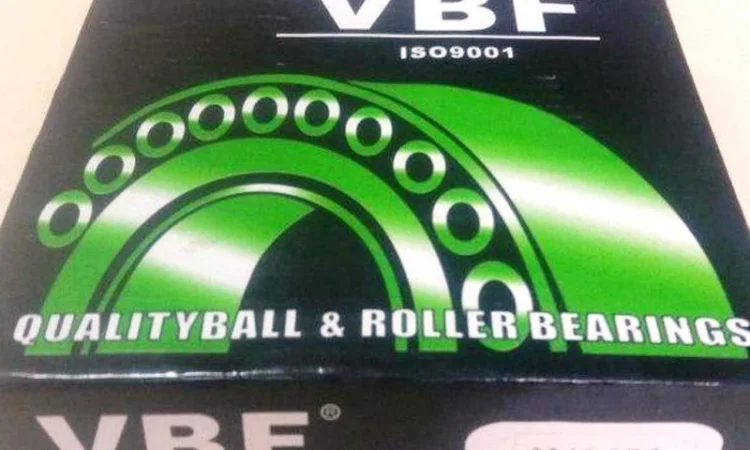 VBF
ISO9001
QUALITYBALL & ROLLER BEARINGS
VBF®